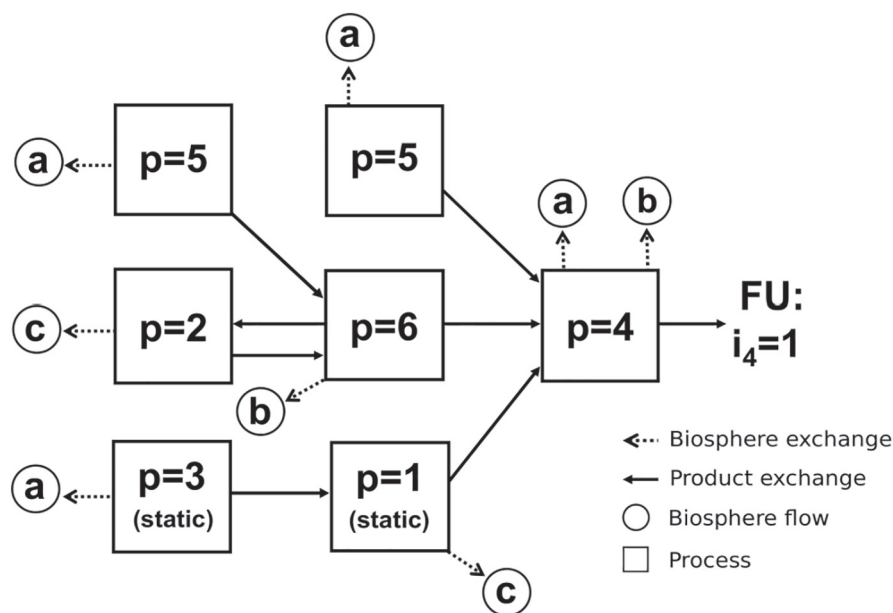 a
a
p=5
p=5
a
b
c
p=2
p=6
p=4
FU:
i₄=1
b
a
p=3
(static)
p=1
(static)
c
Biosphere exchange
Product exchange
Biosphere flow
Process